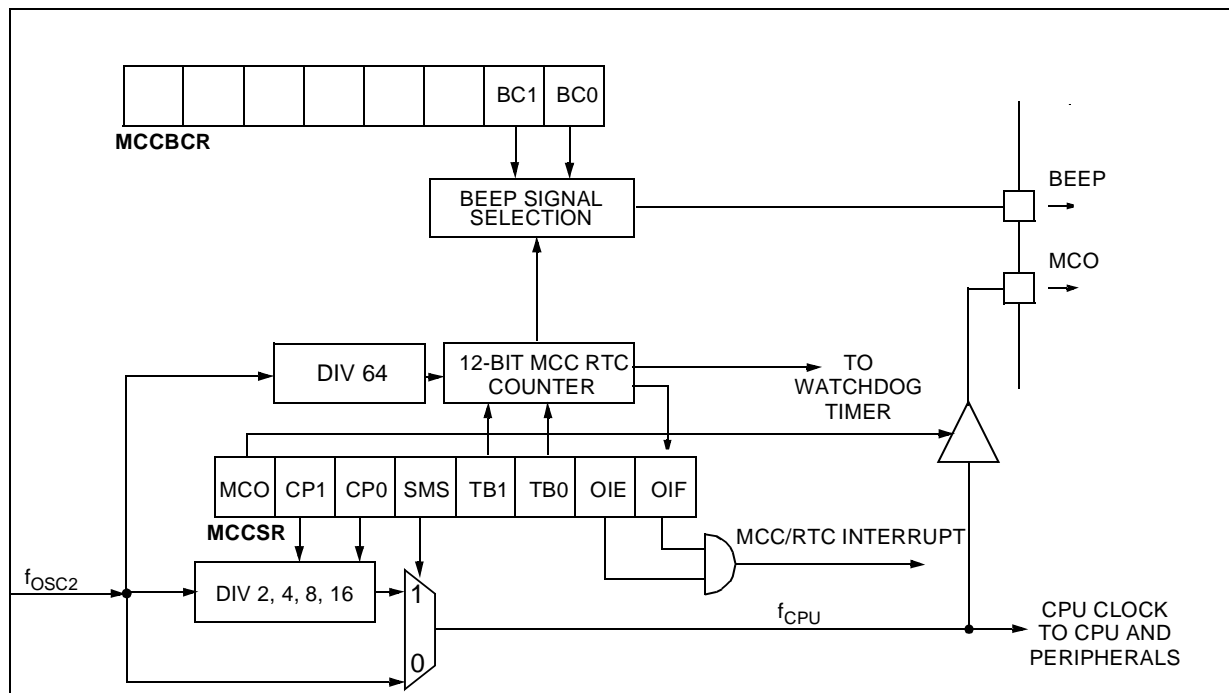 BC1 BC0
MCCBCR
BEEP SIGNAL
SELECTION
BEEP
MCO
DIV 64
12-BIT MCC RTC
COUNTER
TO
WATCHDOG
TIMER
MCO CP1 CP0 SMS TB1 TB0 OIE OIF
MCCSR
MCC/RTC INTERRUPT
fOSC2
DIV 2, 4, 8, 16
1
0
fCPU
CPU CLOCK
TO CPU AND
PERIPHERALS